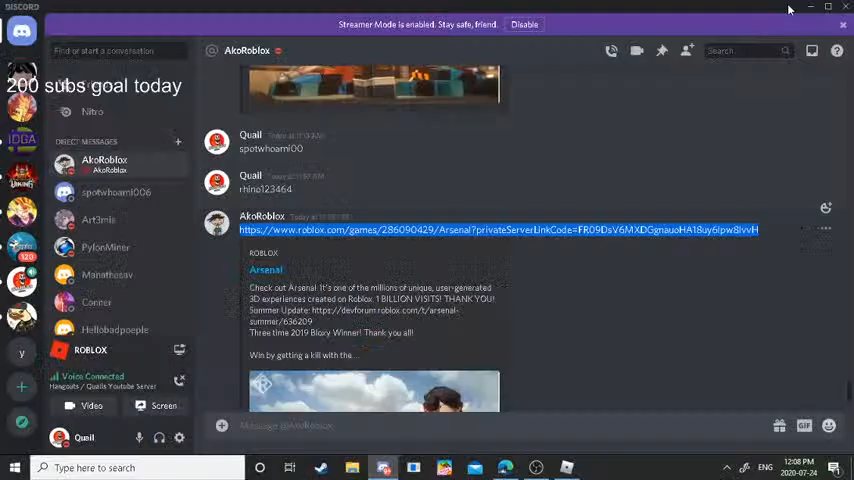 DISCORD
Streamer Mode is enabled. Stay safe, friend.
Disable
Find or start a conversation
@ AkoRoblox
Search
200 subs goal today
Nitro
IDGA
DIRECT MESSAGES
+
AkoRoblox
AkoRoblox
spotwhoami006
Art3mis
PylonMiner
120
Manathasav
Conner
Hellobadpoeple
ROBLOX
Voice Connected
Hangouts / Quails Youtube Server
Video
Screen
Quail
y
Quail
spotwhoami00
Quail
rhino123464
AkoRoblox
https://www.roblox.com/games/286090429/Arsenal?privateServerLinkCode=FR09DsV6MXDGgnauoHA18uy6lpw8lvvH
ROBLOX
Arsenal
Check out Arsenal! It's one of the millions of unique, user-generated
3D experiences created on Roblox. 1 BILLION VISITS! THANK YOU!
Summer Update: https://devforum.roblox.com/t/arsenal-
summer/636209
Three time 2019 Bloxy Winner! Thank you all!
Win by getting a kill with the...
Message @AkoRoblox
GIF
Type here to search
ENG
12:08 PM
2020-07-24